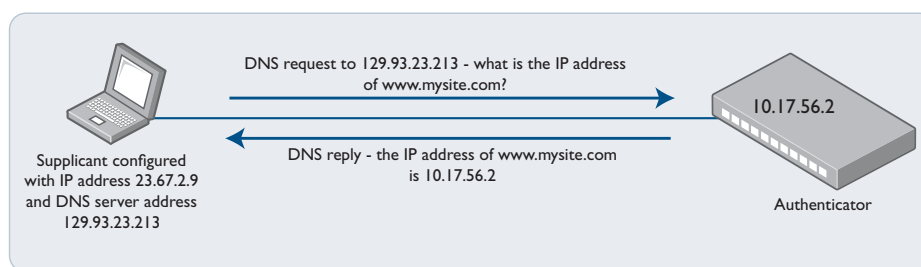 DNS request to 129.93.23.213 - what is the IP address
of www.mysite.com?
10.17.56.2
DNS reply - the IP address of www.mysite.com
is 10.17.56.2
Supplicant configured
with IP address 23.67.2.9
and DNS server address
129.93.23.213
Authenticator